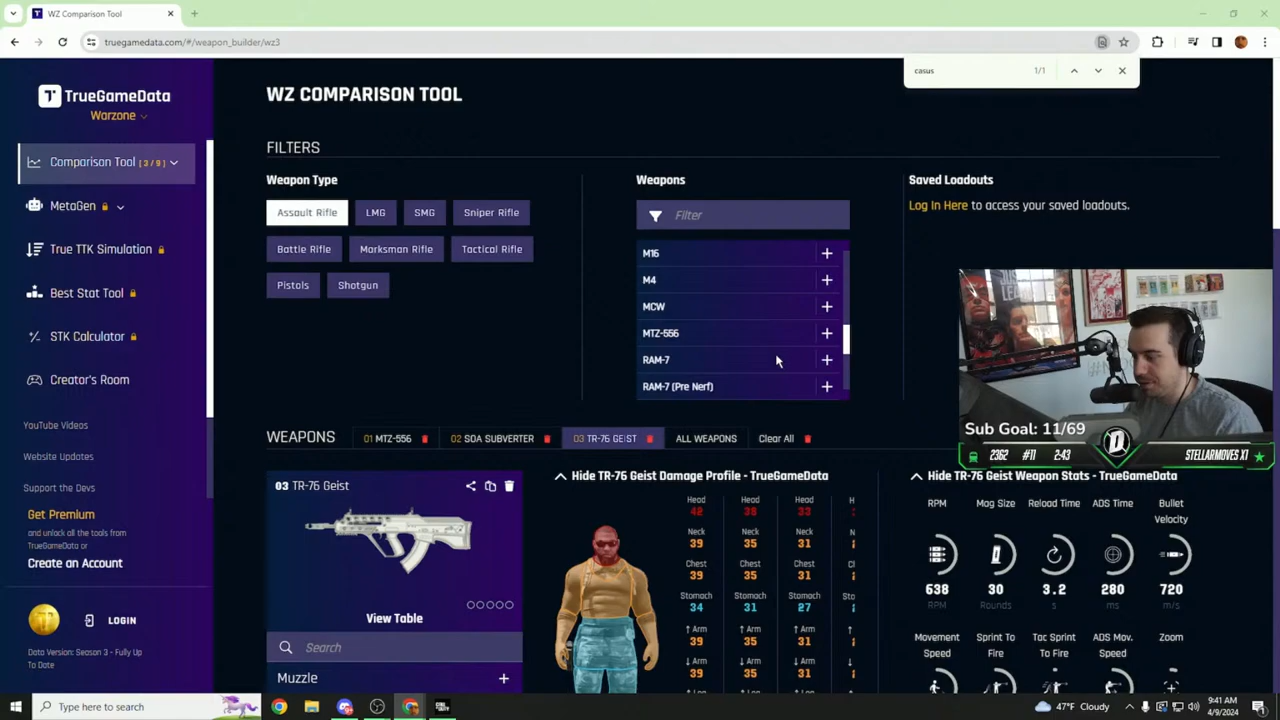 WZ Comparison Tool
truegamedata.com/#/weapon_builder/wz3
casus
1/1
TrueGameData
Warzone
Comparison Tool [3/9]
MetaGen
True TTK Simulation
Best Stat Tool
STK Calculator
Creator's Room
YouTube Videos
Website Updates
Support the Devs
Get Premium
and unlock all the tools from
TrueGameData or
Create an Account
LOGIN
Data Version: Season 3 - Fully Up
To Date
WZ COMPARISON TOOL
FILTERS
Weapon Type
Assault Rifle
LMG
SMG
Sniper Rifle
Battle Rifle
Marksman Rifle
Tactical Rifle
Pistols
Shotgun
Weapons
Filter
M16
M4
MCW
MTZ-556
RAM-7
RAM-7 (Pre Nerf)
Saved Loadouts
Log In Here to access your saved loadouts.
Sub Goal: 11/69
2362 #11 2:43
STELLARMOVES X1
WEAPONS
01 MTZ-556
02 SOA SUBVERTER
03 TR-76 GEIST
ALL WEAPONS
Clear All
03 TR-76 Geist
View Table
Search
Muzzle
Hide TR-76 Geist Damage Profile - TrueGameData
Head Head Head
42 38 33
Neck Neck Neck
39 35 31
Chest Chest Chest
39 35 31
Stomach Stomach Stomach
34 31 27
↑ Arm ↑ Arm ↑ Arm
39 35 31
↓ Arm ↓ Arm ↓ Arm
39 35 31
Hide TR-76 Geist Weapon Stats - TrueGameData
RPM Mag Size Reload Time ADS Time Bullet Velocity
638 30 3.2 280 720
RPM Rounds s ms m/s
Movement Speed
Sprint To Fire
Tac Sprint To Fire
ADS Mov. Speed
Zoom
Type here to search
47°F Cloudy
9:41 AM
4/9/2024